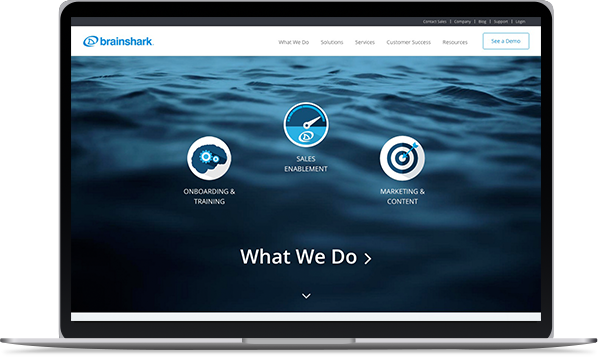 Contact Sales | Company | Blog | Support | Login
brainshark
What We Do Solutions Services Customer Success Resources See a Demo
SALES
ENABLEMENT
ONBOARDING &
TRAINING
MARKETING &
CONTENT
What We Do